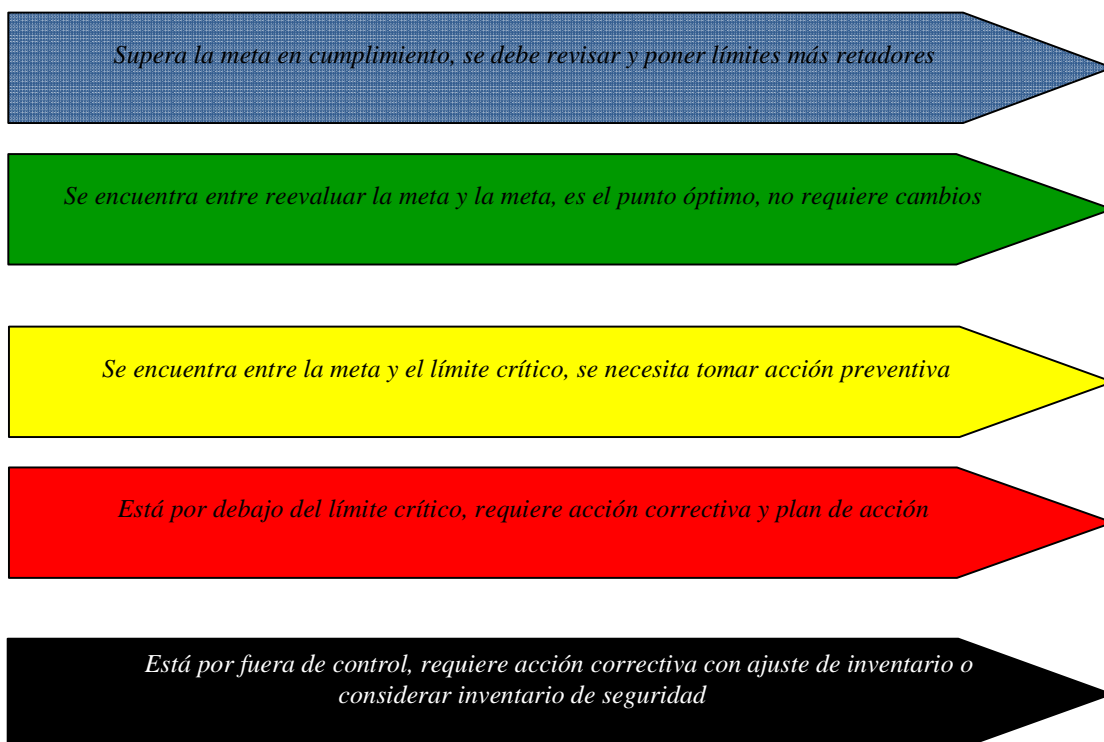 Supera la meta en cumplimiento, se debe revisar y poner límites más retadores
Se encuentra entre reevaluar la meta y la meta, es el punto óptimo, no requiere cambios
Se encuentra entre la meta y el límite crítico, se necesita tomar acción preventiva
Está por debajo del límite crítico, requiere acción correctiva y plan de acción
Está por fuera de control, requiere acción correctiva con ajuste de inventario o
considerar inventario de seguridad